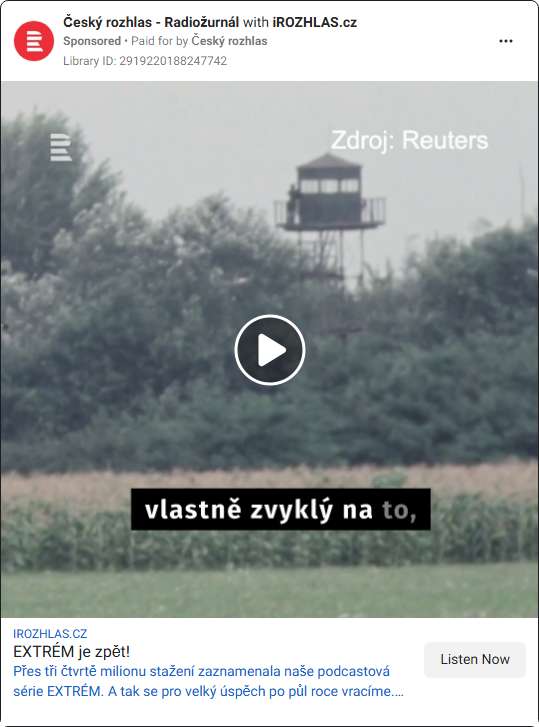 Český rozhlas - Radiožurnál with iROZHLAS.cz
Sponsored • Paid for by Český rozhlas
Library ID: 2919220188247742
Zdroj: Reuters
vlastně zvyklý na to,
IROZHLAS.CZ
EXTRÉM je zpět!
Přes tři čtvrtě milionu stažení zaznamenala naše podcastová
série EXTRÉM. A tak se pro velký úspěch po půl roce vracíme....
Listen Now